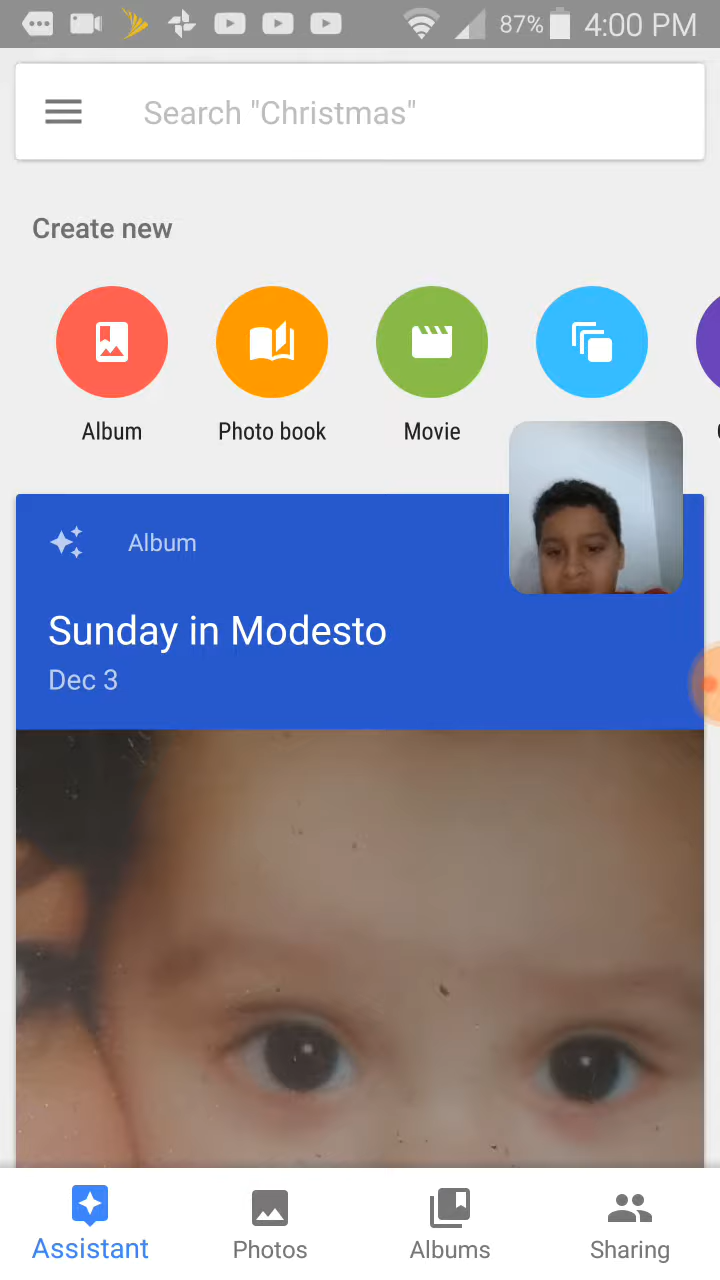 87% 4:00 PM
Search "Christmas"
Create new
Album Photo book Movie
Album
Sunday in Modesto
Dec 3
Assistant Photos Albums Sharing